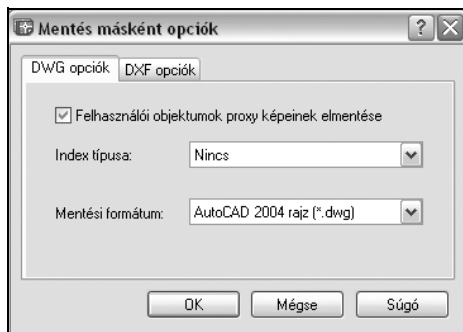 Mentés másként opciók
DWG opciók DXF opciók
Felhasználói objektumok proxy képeinek elmentése
Index típusa: Nincs
Mentési formátum: AutoCAD 2004 rajz (*.dwg)
OK Mégse Súgó